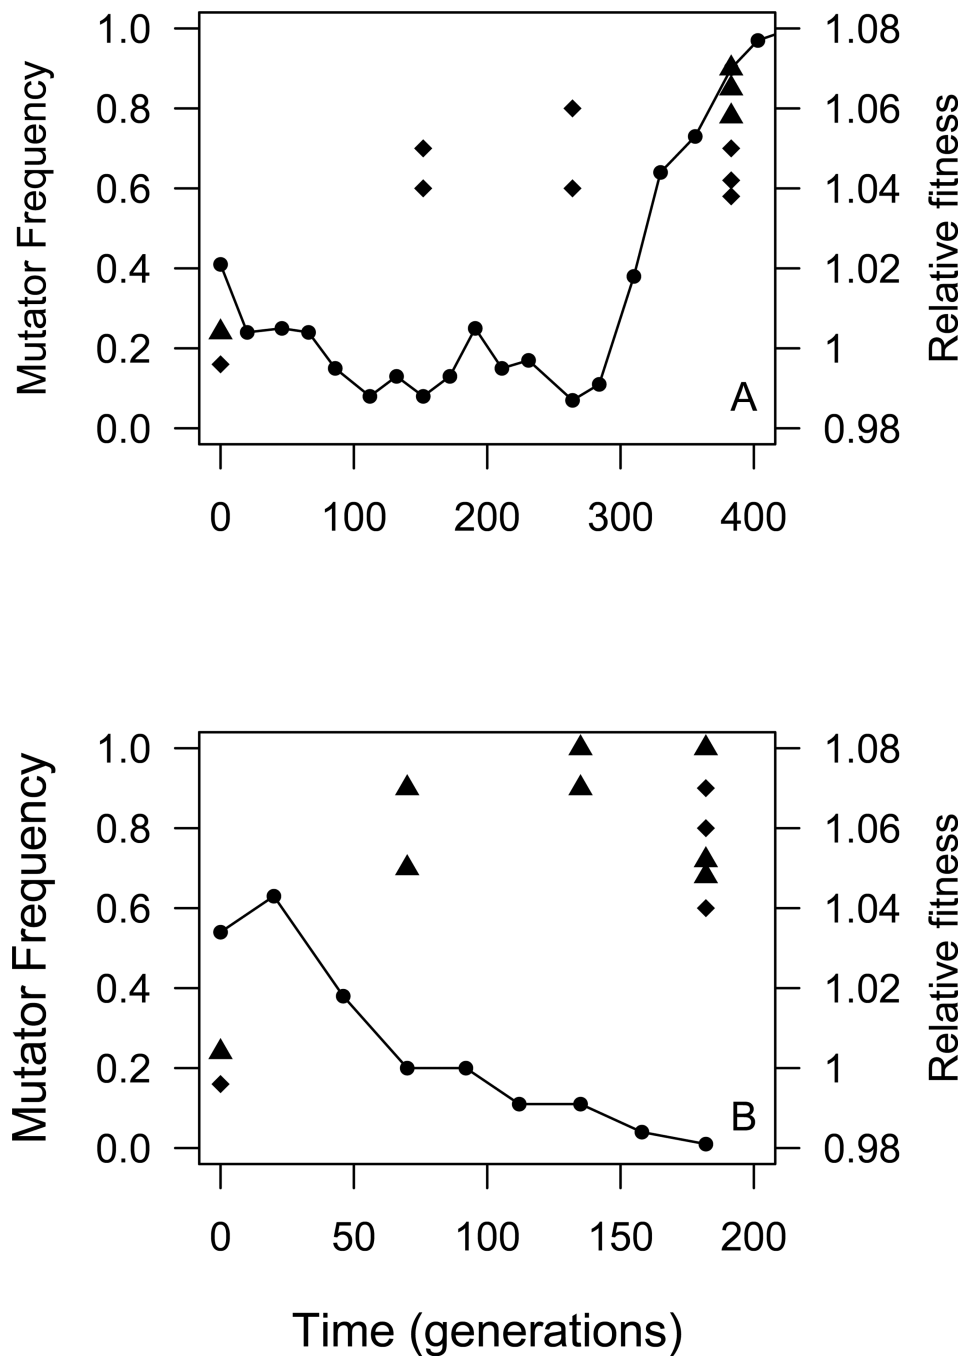 Mutator Frequency
1.0
0.8
0.6
0.4
0.2
0.0
1.08
1.06
1.04
1.02
1
0.98
Relative fitness
A
0 100 200 300 400
Mutator Frequency
1.0
0.8
0.6
0.4
0.2
0.0
1.08
1.06
1.04
1.02
1
0.98
Relative fitness
B
0 50 100 150 200
Time (generations)